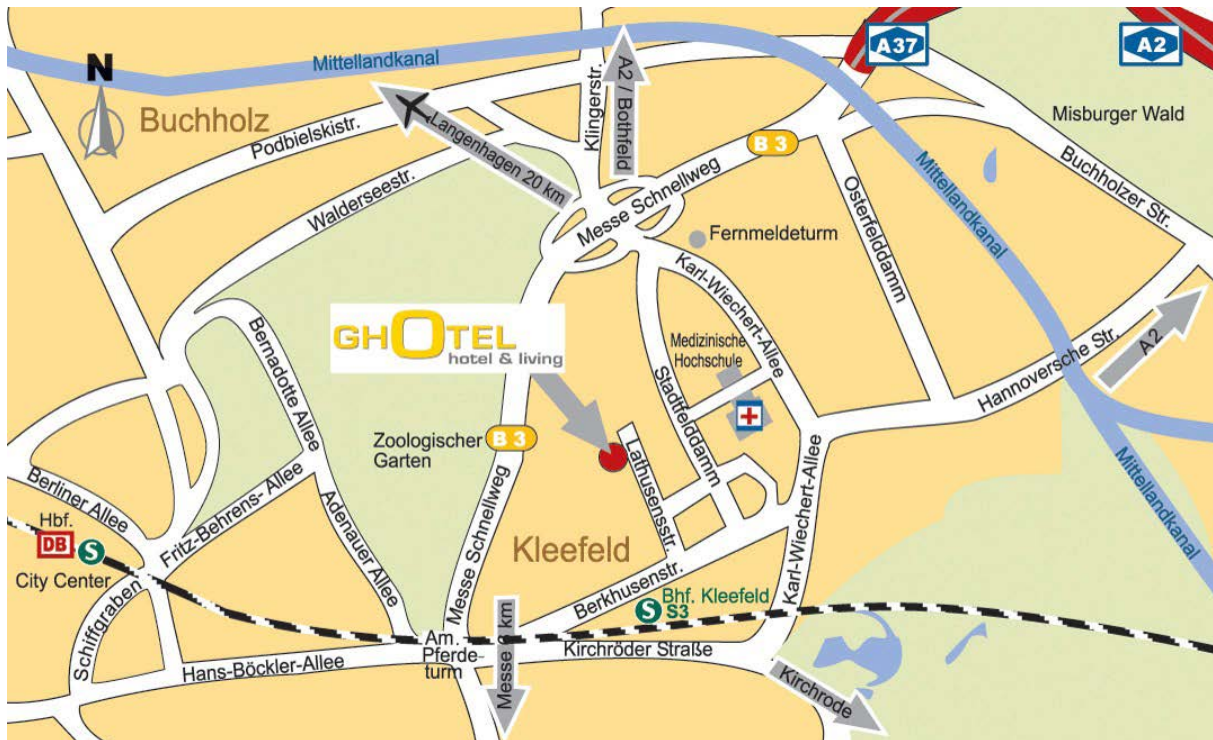 A37
A2
Mittellandkanal
N
Buchholz
Podbielskistr.
Langenhagen 20 km
Klingerstr.
A2 / Bothfeld
B 3
Misburger Wald
Buchholzer Str.
Walderseestr.
Messe Schnellweg
Fernmeldeturm
Osterfelddamm
Mittellandkanal
Karl-Wiechert-Allee
GHOTEL
hotel & living
Bernadotte Allee
Medizinische
Hochschule
Stadtfelddamm
Hannoversche Str.
A2
Zoologischer
Garten
B 3
Lathusensstr.
Karl-Wiechert-Allee
Mittellandkanal
Berliner Allee
Fritz-Behrens- Allee
Adenauer Allee
Messe Schnellweg
Hbf.
DB
S
City Center
Kleefeld
Berkhusenstr.
Bhf. Kleefeld
S
S3
Schiffgraben
Hans-Böckler-Allee
Am.
Pferde-
turm
Kirchröder Straße
Kirchrode